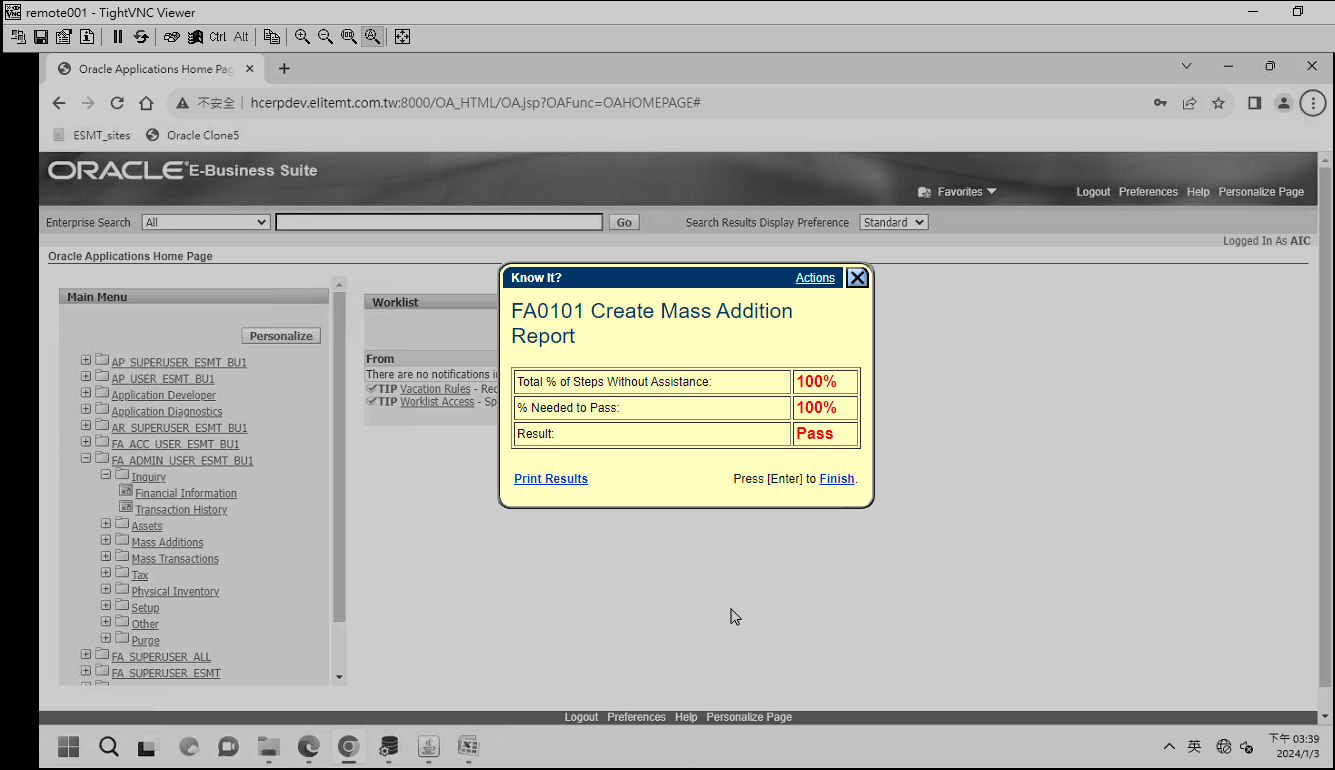 remote001 - TightVNC Viewer
Ctrl Alt
Oracle Applications Home Pag
不安全 hcerpdev.elitemt.com.tw:8000/OA_HTML/OA.jsp?OAFunc=OAHOMEPAGE#
ESMT_sites Oracle Clone5
ORACLE E-Business Suite
Favorites Logout Preferences Help Personalize Page
Enterprise Search All Go Search Results Display Preference Standard
Logged In As AIC
Oracle Applications Home Page
Main Menu
Personalize
AP_SUPERUSER_ESMT_BU1
AP_USER_ESMT_BU1
Application Developer
Application Diagnostics
AR_SUPERUSER_ESMT_BU1
FA_ACC_USER_ESMT_BU1
FA_ADMIN_USER_ESMT_BU1
Inquiry
Financial Information
Transaction History
Assets
Mass Additions
Mass Transactions
Tax
Physical Inventory
Setup
Other
Purge
FA_SUPERUSER_ALL
FA_SUPERUSER_ESMT
Worklist
From
There are no notifications i
TIP Vacation Rules - Red
TIP Worklist Access - Sp
Know It? Actions
FA0101 Create Mass Addition
Report
Total % of Steps Without Assistance: 100%
% Needed to Pass: 100%
Result: Pass
Print Results Press [Enter] to Finish.
Logout Preferences Help Personalize Page
英
下午 03:39
2024/1/3